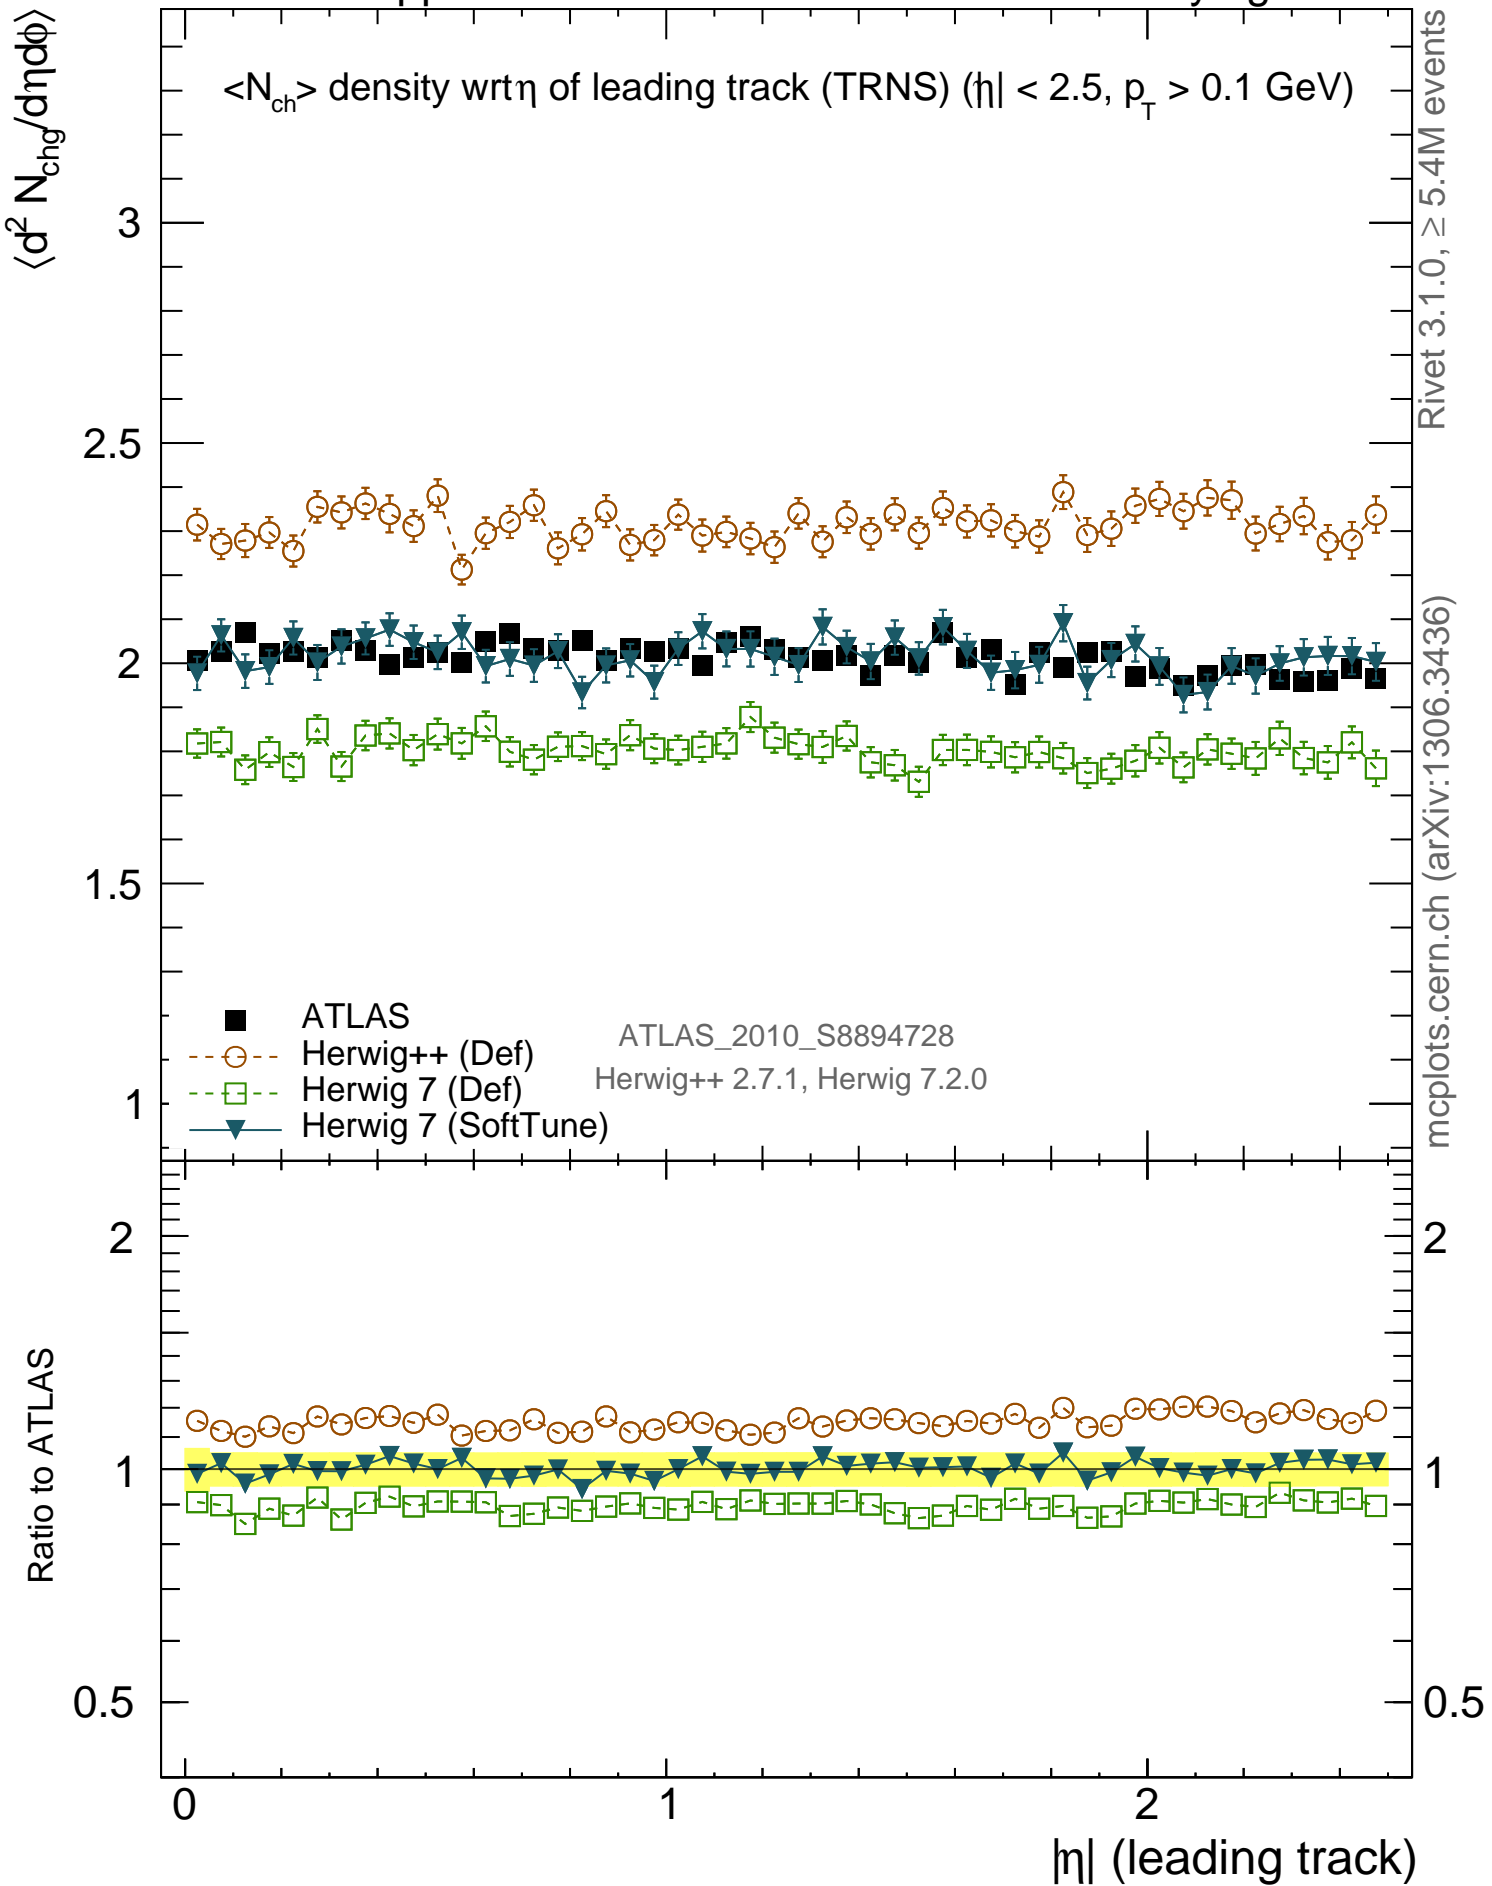 ⟨d² N_chg/dηdϕ⟩
<N_ch> density wrt η of leading track (TRNS) (|η| < 2.5, p_T > 0.1 GeV)
3
2.5
2
1.5
1
ATLAS
Herwig++ (Def)
Herwig 7 (Def)
Herwig 7 (SoftTune)
ATLAS_2010_S8894728
Herwig++ 2.7.1, Herwig 7.2.0
Rivet 3.1.0, ≥ 5.4M events
mcplots.cern.ch (arXiv:1306.3436)
Ratio to ATLAS
2
1
0.5
2
1
0.5
0
1
2
|η| (leading track)